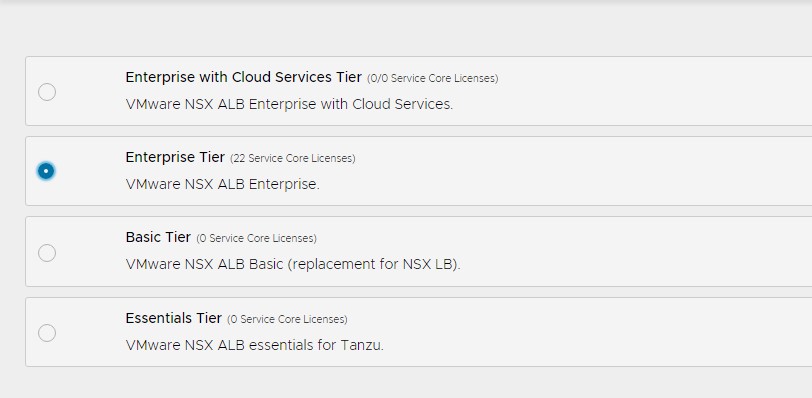 Enterprise with Cloud Services Tier (0/0 Service Core Licenses)
VMware NSX ALB Enterprise with Cloud Services.
Enterprise Tier (22 Service Core Licenses)
VMware NSX ALB Enterprise.
Basic Tier (0 Service Core Licenses)
VMware NSX ALB Basic (replacement for NSX LB).
Essentials Tier (0 Service Core Licenses)
VMware NSX ALB essentials for Tanzu.